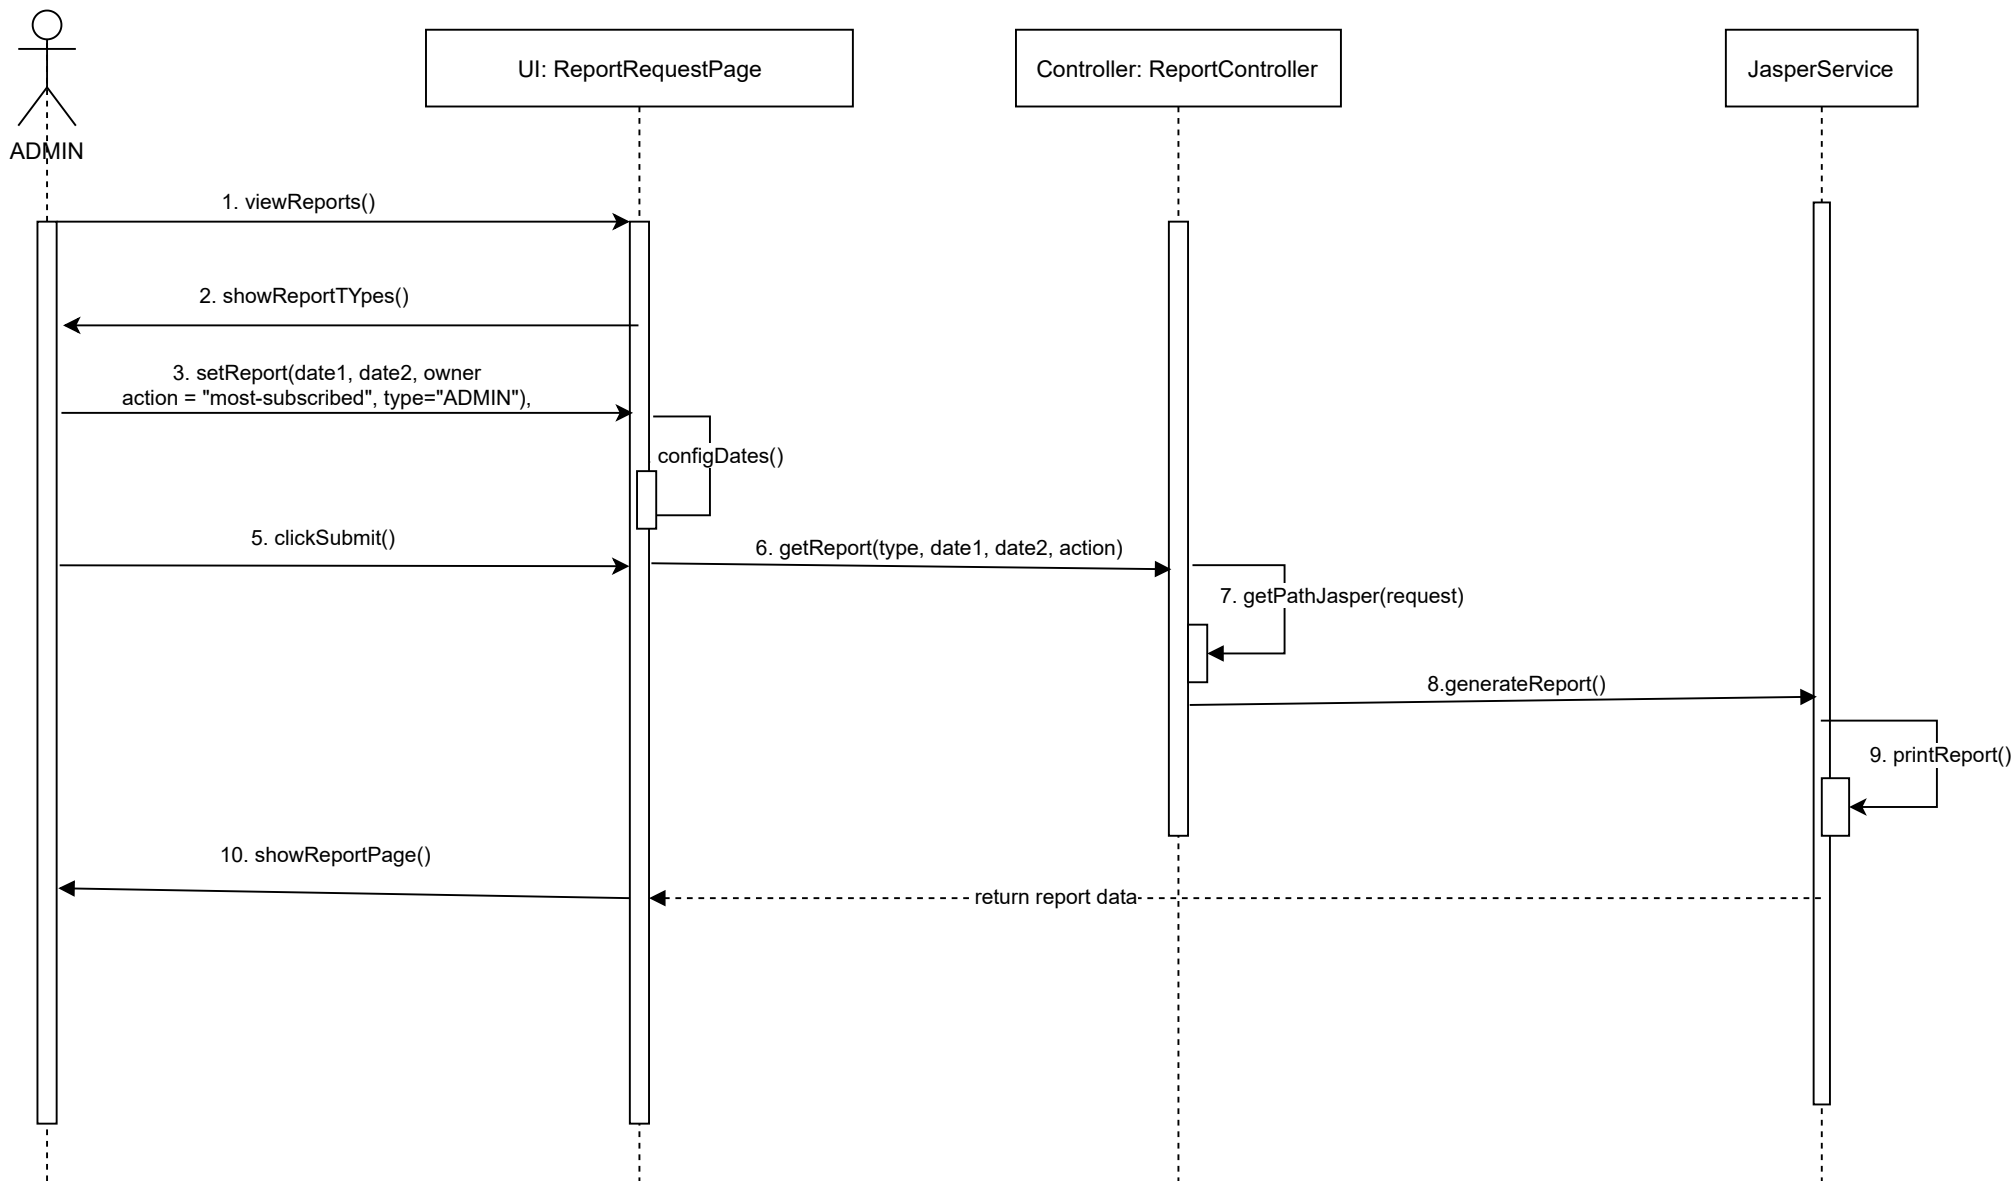 UI: ReportRequestPage
Controller: ReportController
JasperService
ADMIN
1. viewReports()
2. showReportTYpes()
3. setReport(date1, date2, owner
action = "most-subscribed", type="ADMIN"),
configDates()
5. clickSubmit()
6. getReport(type, date1, date2, action)
7. getPathJasper(request)
8.generateReport()
9. printReport()
10. showReportPage()
return report data